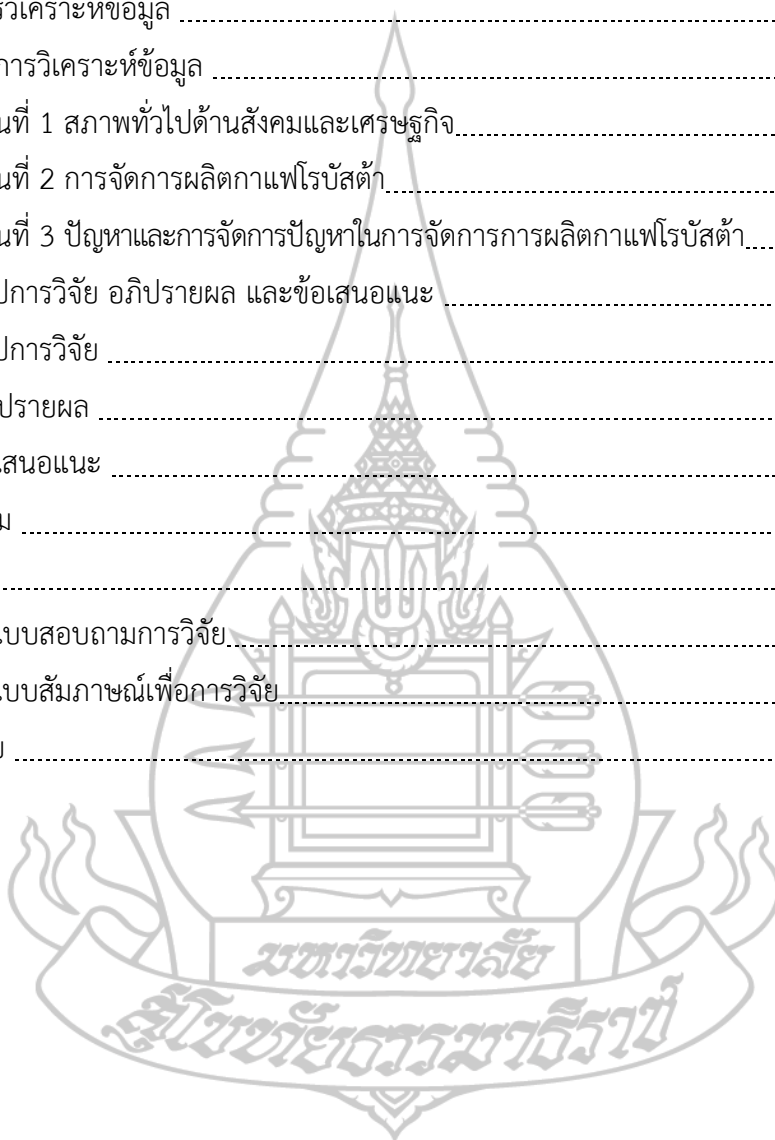 รวิเคราะห์ข้อมูล
การวิเคราะห์ข้อมูล
นที่ 1 สภาพทั่วไปด้านสังคมและเศรษฐกิจ
นที่ 2 การจัดการผลิตกาแฟโรบัสต้า
นที่ 3 ปัญหาและการจัดการปัญหาในการจัดการการผลิตกาแฟโรบัสต้า
ปการวิจัย อภิปรายผล และข้อเสนอแนะ
ปการวิจัย
ปรายผล
เสนอแนะ
ม
บบสอบถามการวิจัย
บบสัมภาษณ์เพื่อการวิจัย
ย
มหาวิทยาลัย
สุโขทัยธรรมาธิราช